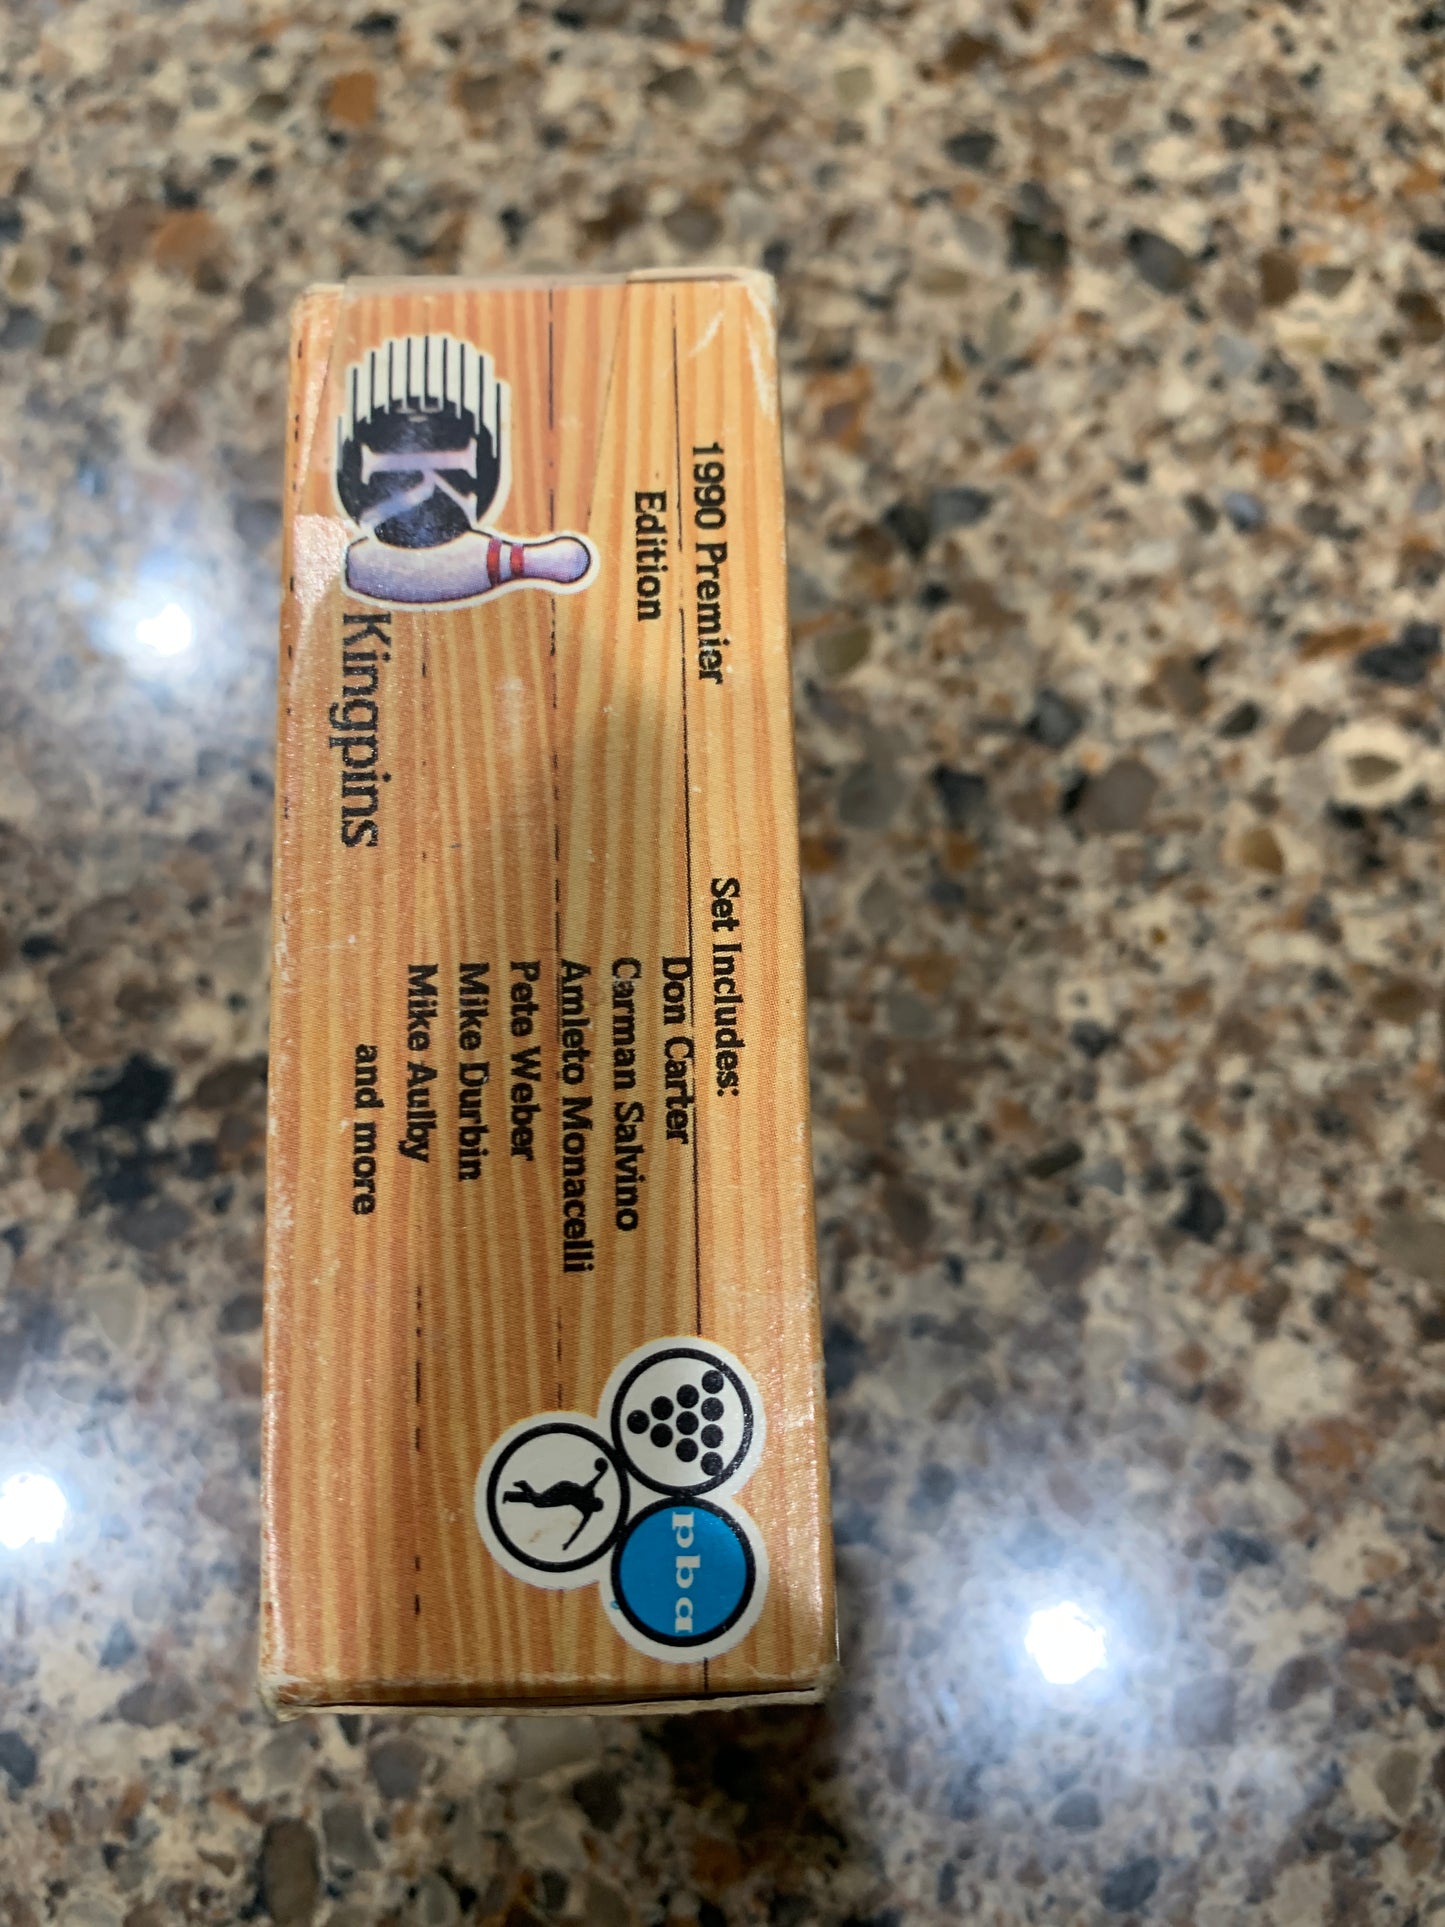 1990 Premier
Edition
K
Kingpins
Set Includes:
Don Carter
Carman Salvino
Amleto Monacelli
Pete Weber
Mike Durbin
Mike Aulby
and more
pba